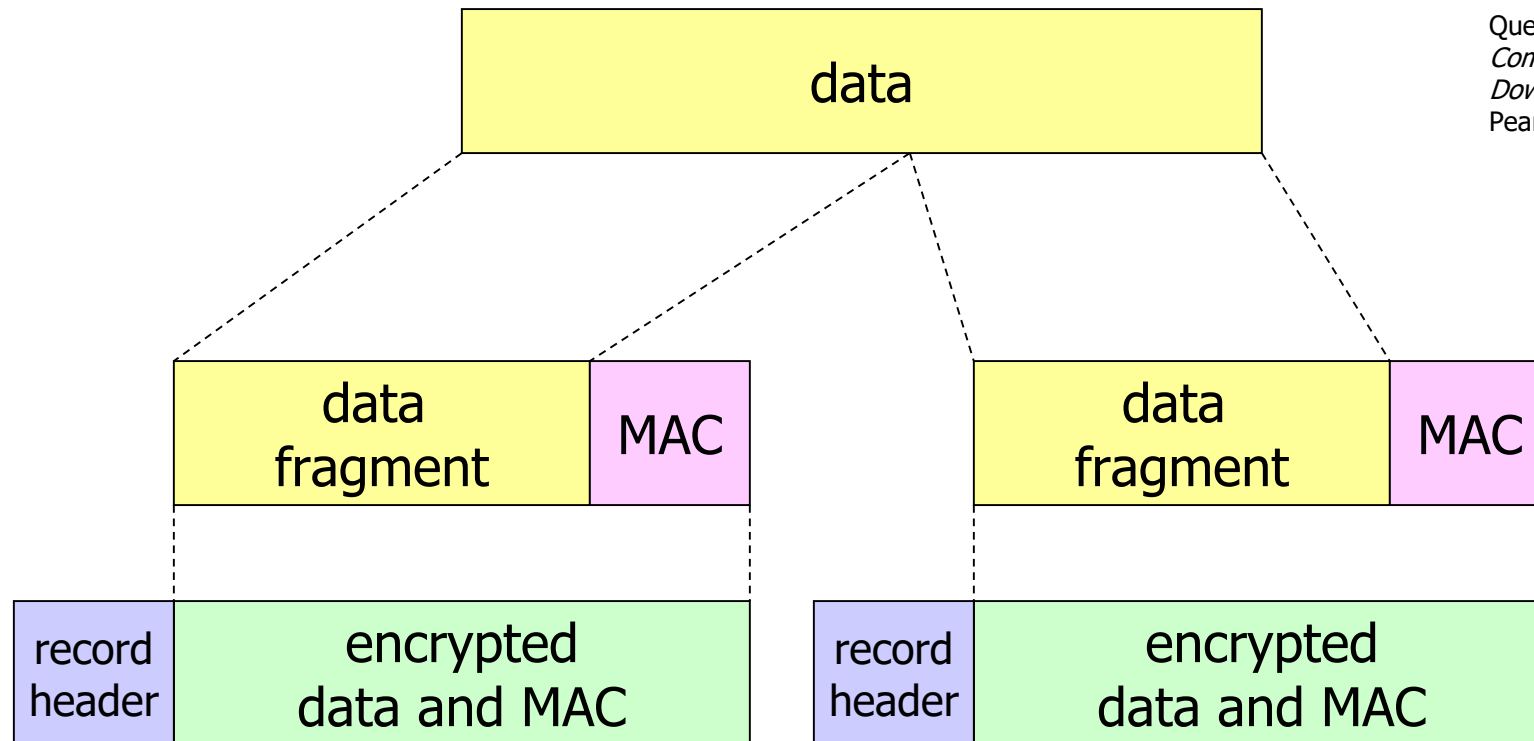 data
Com
data
fragment
MAC
data
fragment
MAC
record
header
encrypted
data and MAC
record
header
encrypted
data and MAC